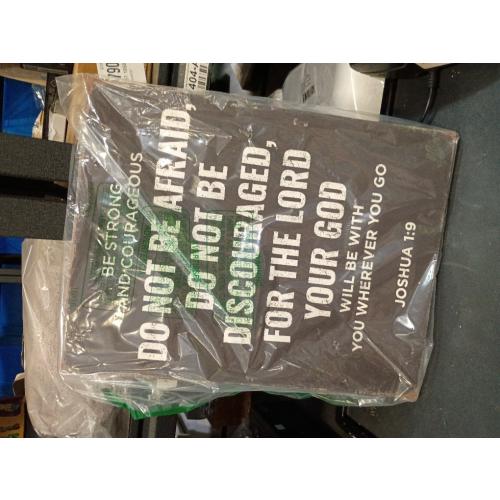 BE STRONG
AND COURAGEOUS
DO NOT BE AFRAID,
DO NOT BE
DISCOURAGED,
FOR THE LORD
YOUR GOD
WILL BE WITH
YOU WHEREVER YOU GO
JOSHUA 1:9